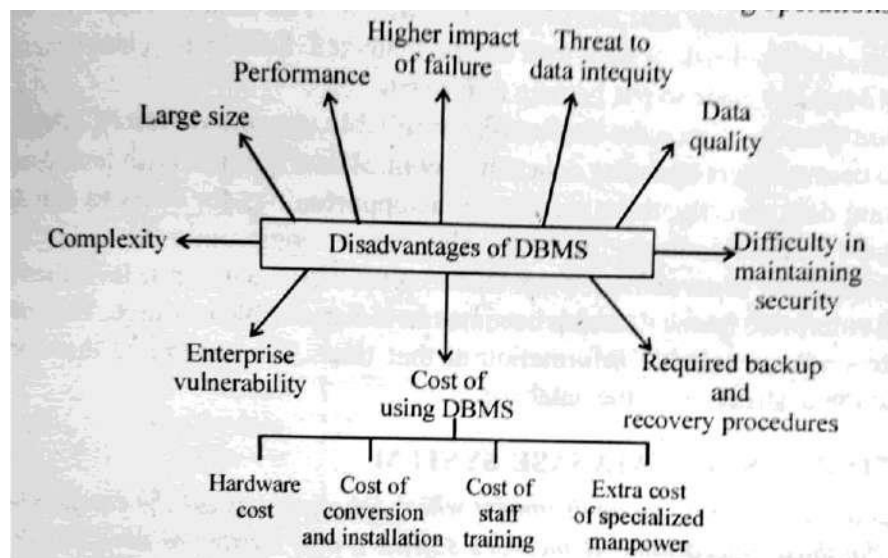 operations
Higher impact
of failure
Threat to
data intequity
Performance
Large size
Data
quality
Complexity
Disadvantages of DBMS
Difficulty in
maintaining
security
Enterprise
vulnerability
Cost of
using DBMS
Required backup
and
recovery procedures
Hardware
cost
Cost of
conversion
and installation
Cost of
staff
training
Extra cost
of specialized
manpower